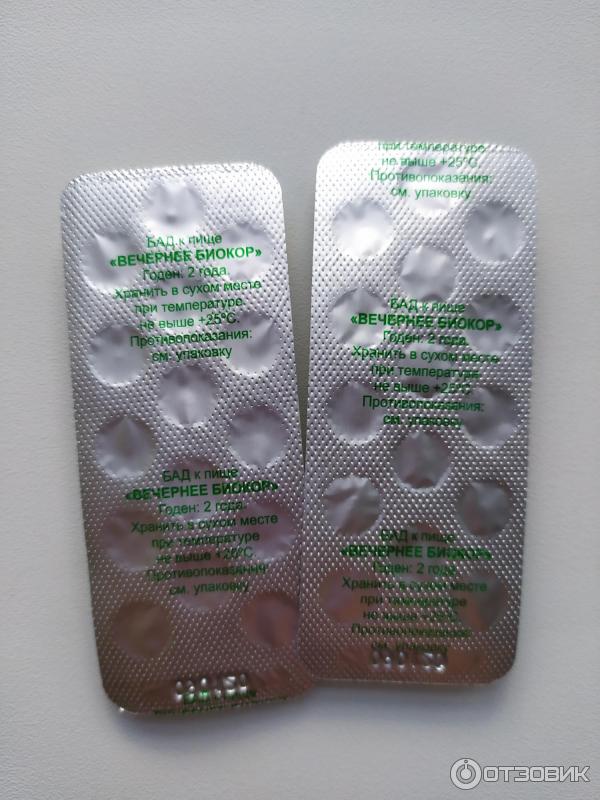 БАД к пище
«ВЕЧЕРНЕЕ БИОКОР»
Годен: 2 года.
Хранить в сухом месте
при температуре
не выше +25°С.
Противопоказания:
см. упаковку
БАД к пище
«ВЕЧЕРНЕЕ БИОКОР»
Годен: 2 года.
Хранить в сухом месте
при температуре
не выше +25°С.
Противопоказания:
см. упаковку
при температуре
не выше +25°С.
Противопоказания:
см. упаковку
БАД к пище
«ВЕЧЕРНЕЕ БИОКОР»
Годен: 2 года.
Хранить в сухом месте
при температуре
не выше +25°С
Противопоказания:
см. упаковку
БАД к пище
«ВЕЧЕРНЕЕ БИОКОР»
Годен: 2 года
Хранить в сухом месте
при температуре
не выше +25°С
Противопоказания:
см. упаковку
ОТЗОВИК